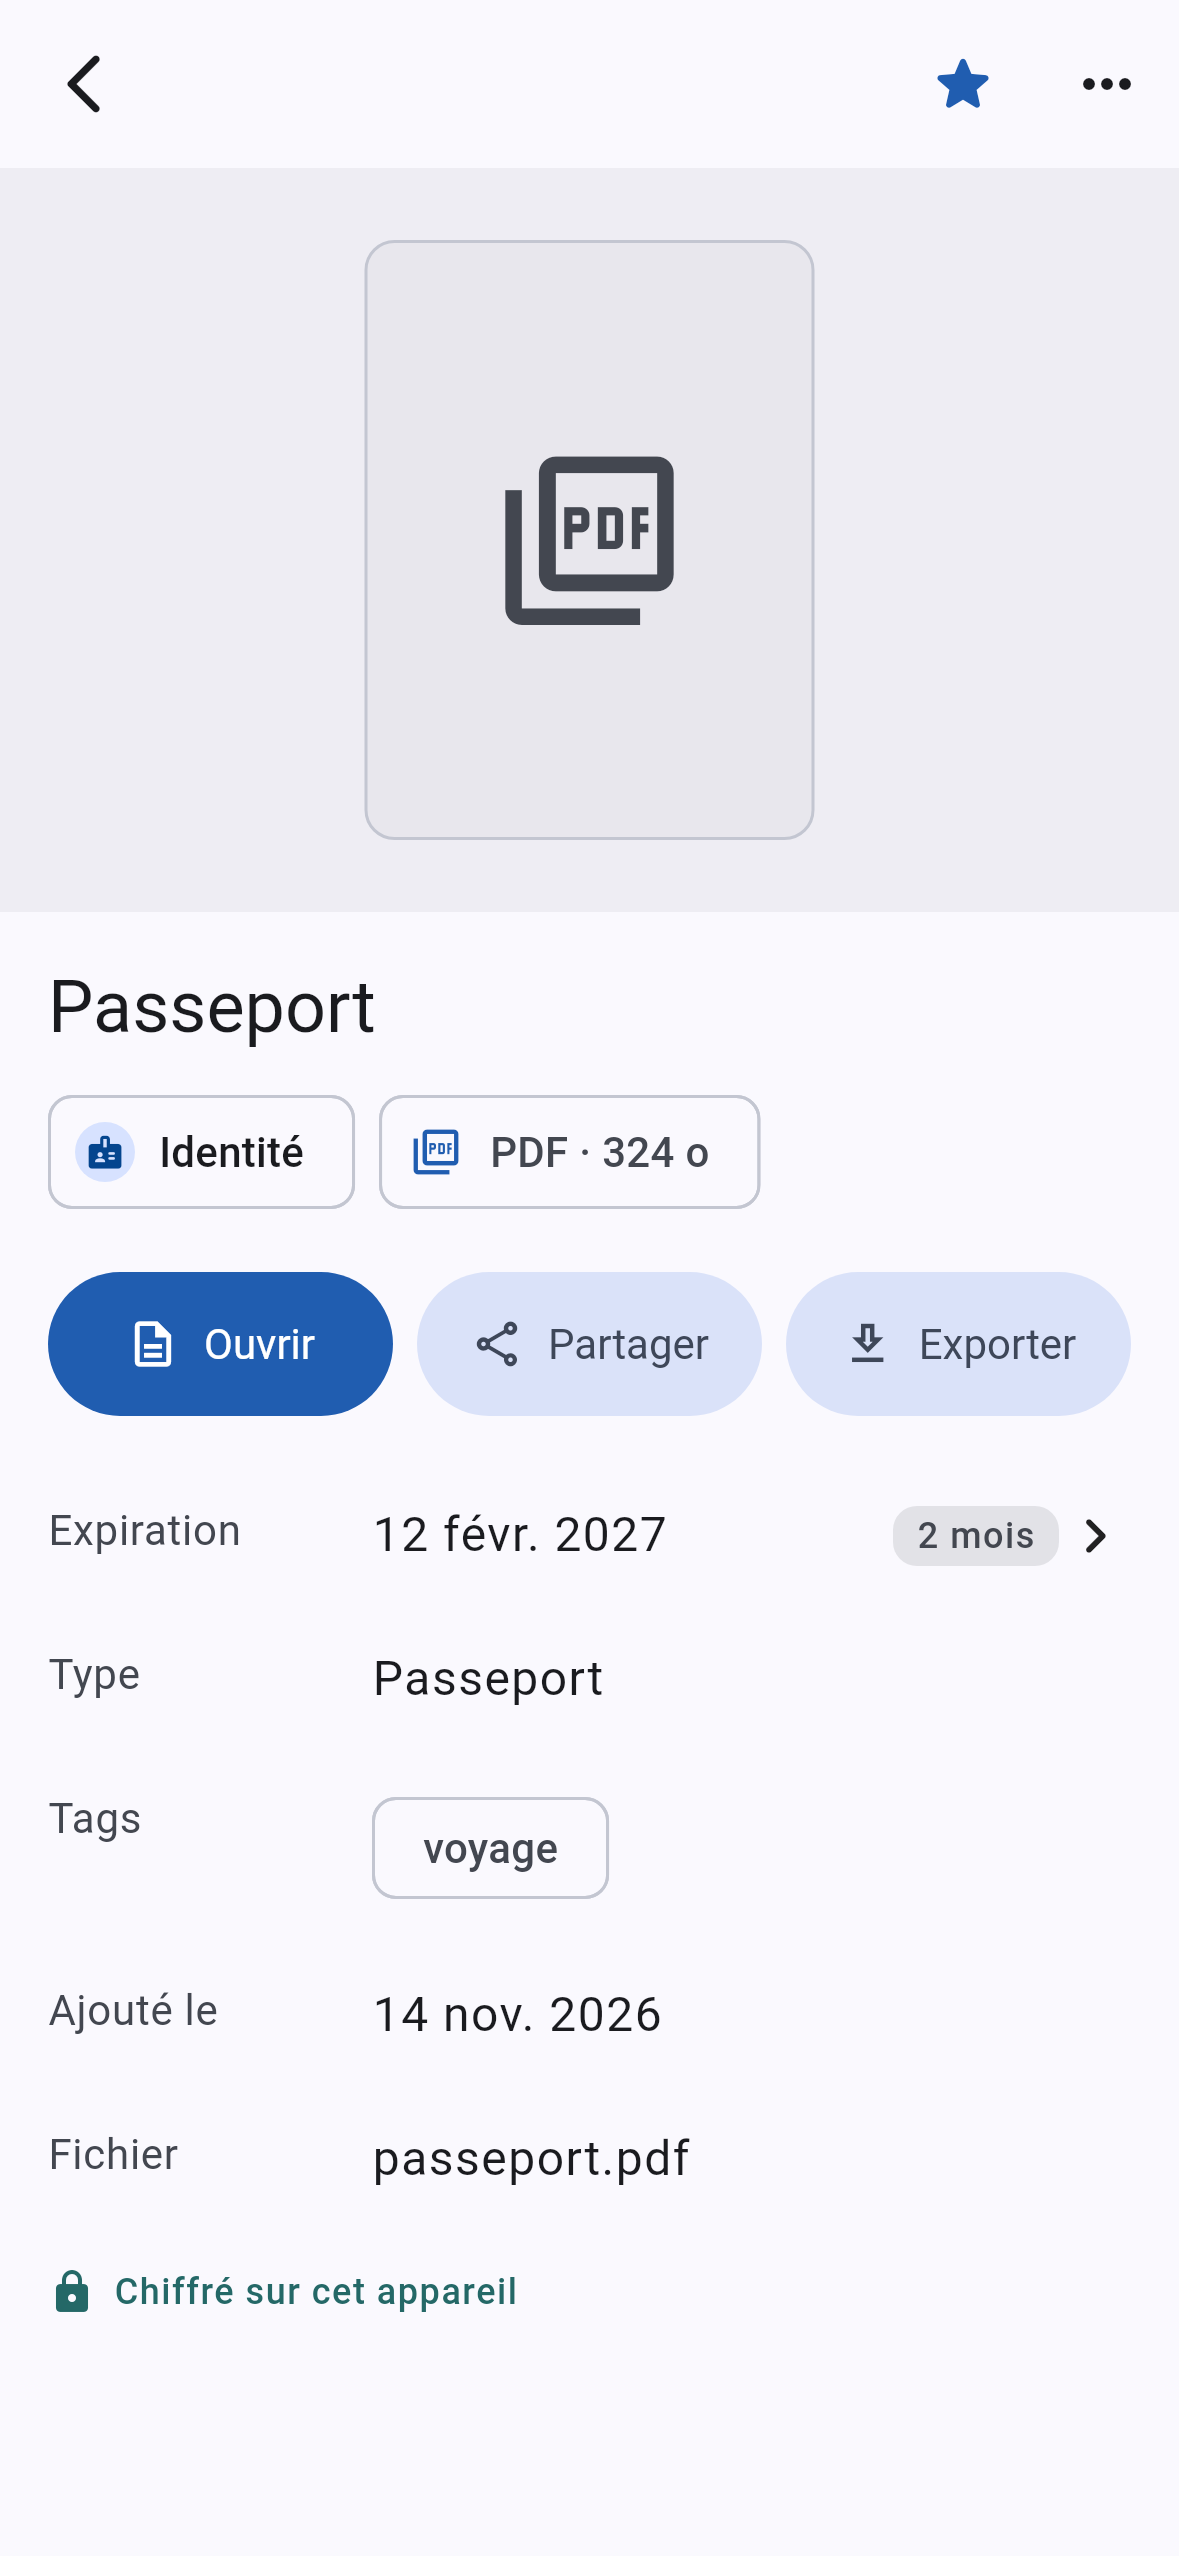 PDF
Passeport
Identité
PDF · 324 o
Ouvrir
Partager
Exporter
Expiration 12 févr. 2027 2 mois
Type Passeport
Tags voyage
Ajouté le 14 nov. 2026
Fichier passeport.pdf
Chiffré sur cet appareil